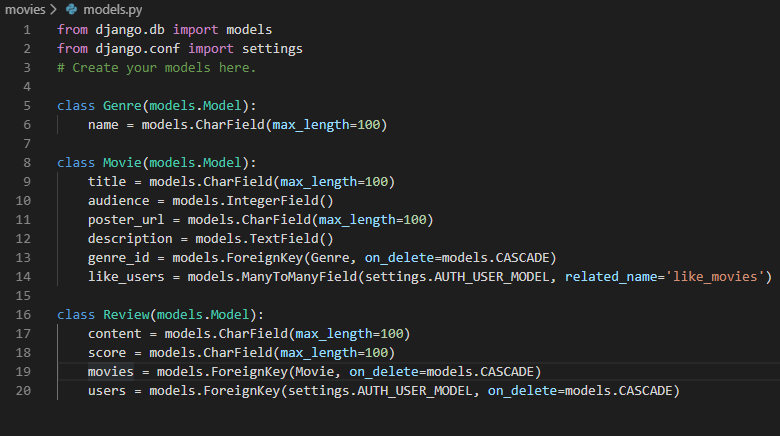 movies > models.py
1 from django.db import models
2 from django.conf import settings
3 # Create your models here.
4
5 class Genre(models.Model):
6     name = models.CharField(max_length=100)
7
8 class Movie(models.Model):
9     title = models.CharField(max_length=100)
10     audience = models.IntegerField()
11     poster_url = models.CharField(max_length=100)
12     description = models.TextField()
13     genre_id = models.ForeignKey(Genre, on_delete=models.CASCADE)
14     like_users = models.ManyToManyField(settings.AUTH_USER_MODEL, related_name='like_movies')
15
16 class Review(models.Model):
17     content = models.CharField(max_length=100)
18     score = models.CharField(max_length=100)
19     movies = models.ForeignKey(Movie, on_delete=models.CASCADE)
20     users = models.ForeignKey(settings.AUTH_USER_MODEL, on_delete=models.CASCADE)